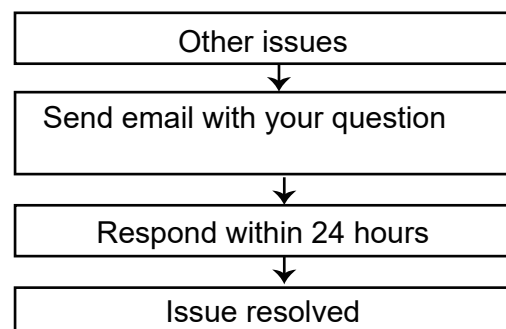 Other issues
Send email with your question
Respond within 24 hours
Issue resolved